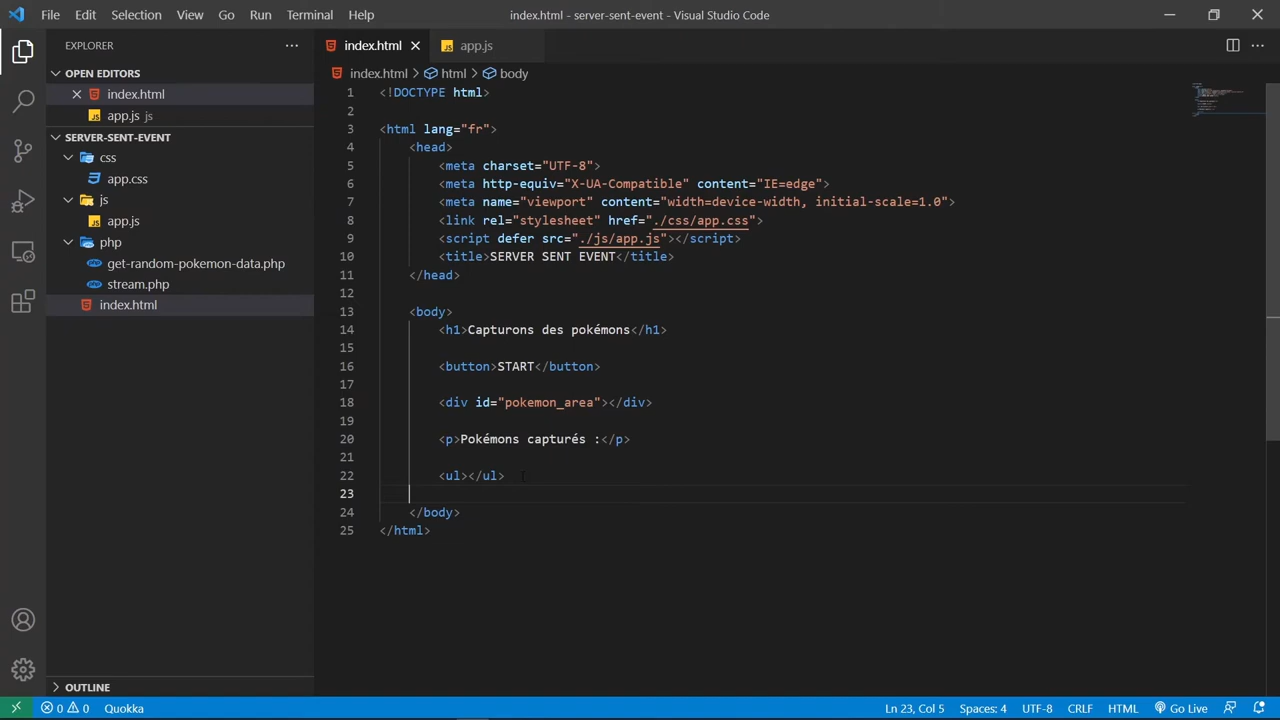 File Edit Selection View Go Run Terminal Help index.html - server-sent-event - Visual Studio Code
EXPLORER
OPEN EDITORS
index.html
app.js js
SERVER-SENT-EVENT
css
app.css
js
app.js
php
get-random-pokemon-data.php
stream.php
index.html
OUTLINE
index.html app.js
index.html > html > body
1 <!DOCTYPE html>
2
3 <html lang="fr">
4 <head>
5 <meta charset="UTF-8">
6 <meta http-equiv="X-UA-Compatible" content="IE=edge">
7 <meta name="viewport" content="width=device-width, initial-scale=1.0">
8 <link rel="stylesheet" href="./css/app.css">
9 <script defer src="./js/app.js"></script>
10 <title>SERVER SENT EVENT</title>
11 </head>
12
13 <body>
14 <h1>Capturons des pokémons</h1>
15
16 <button>START</button>
17
18 <div id="pokemon_area"></div>
19
20 <p>Pokémons capturés :</p>
21
22 <ul></ul>
23
24 </body>
25 </html>
0 0 Quokka Ln 23, Col 5 Spaces: 4 UTF-8 CRLF HTML Go Live